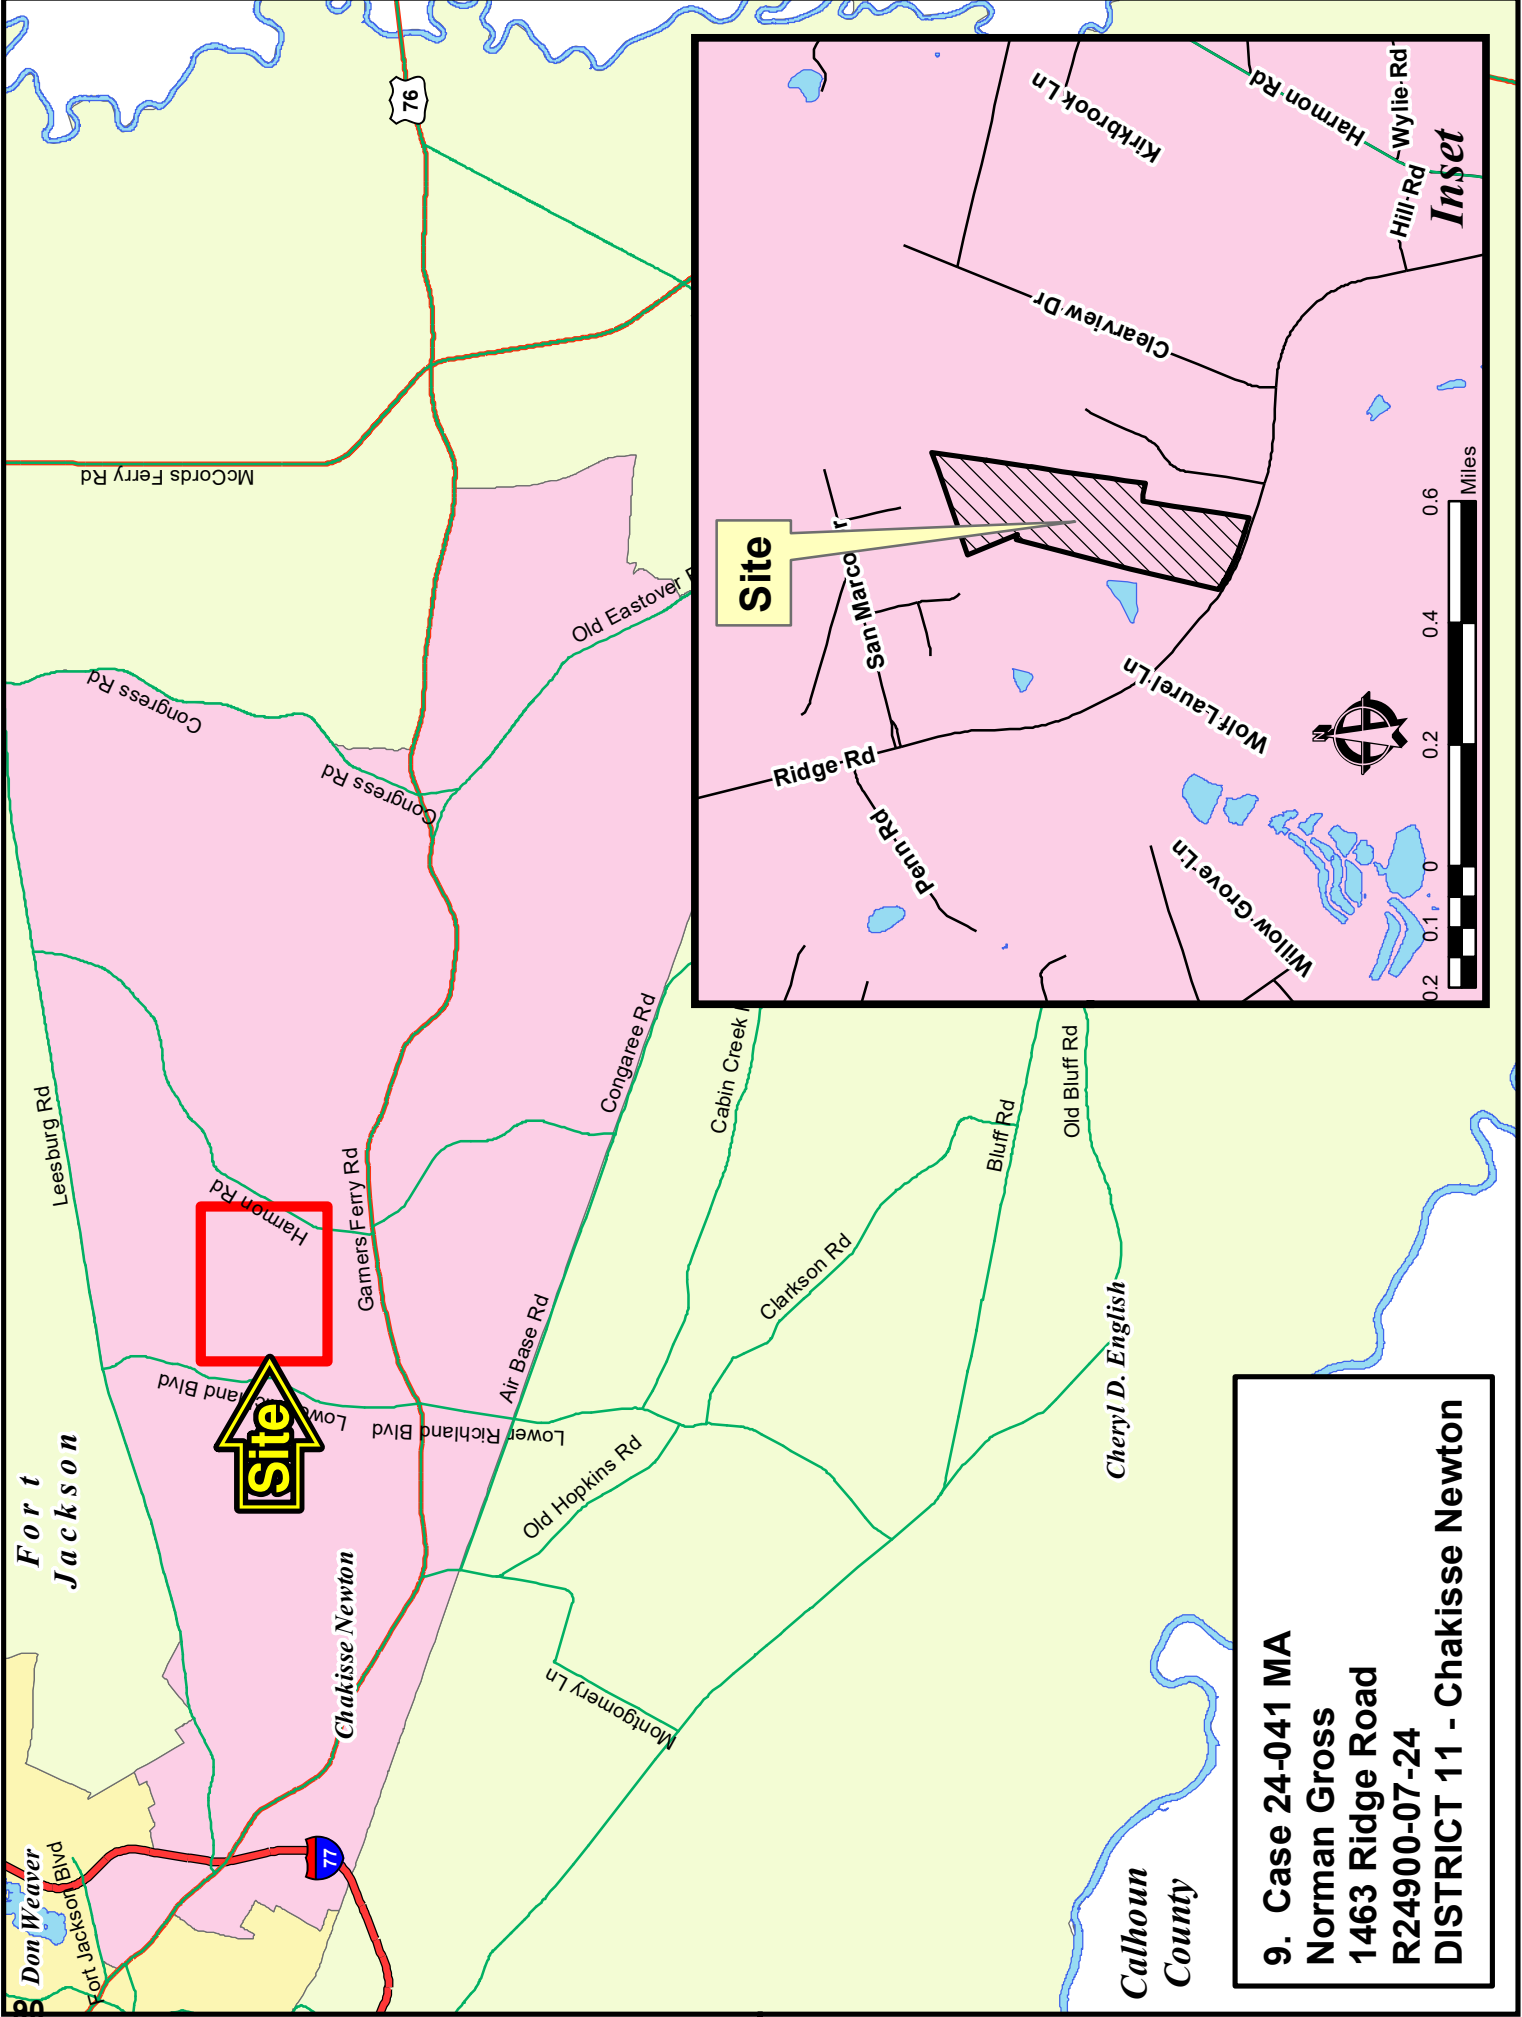 Fort
Jackson
Don Weaver
Fort Jackson Blvd
77
Chakisse Newton
Site
Leesburg Rd
Harmon Rd
Garners Ferry Rd
Lower Richland Blvd
Lower Richland Blvd
Air Base Rd
Congaree Rd
Congress Rd
Congress Rd
McCords Ferry Rd
76
Old Eastover
Old Hopkins Rd
Montgomery Ln
Cabin Creek
Clarkson Rd
Bluff Rd
Old Bluff Rd
Cheryl D. English
Calhoun
County
9. Case 24-041 MA
Norman Gross
1463 Ridge Road
R24900-07-24
DISTRICT 11 - Chakisse Newton
Site
San Marco
r
Ridge Rd
Penn Rd
Wolf Laurel Ln
Willow Grove Ln
Clearview Dr
Kirkbrook Ln
Harmon Rd
Wylie Rd
Hill Rd
Inset
N
0.2 0.1 0 0.2 0.4 0.6
Miles